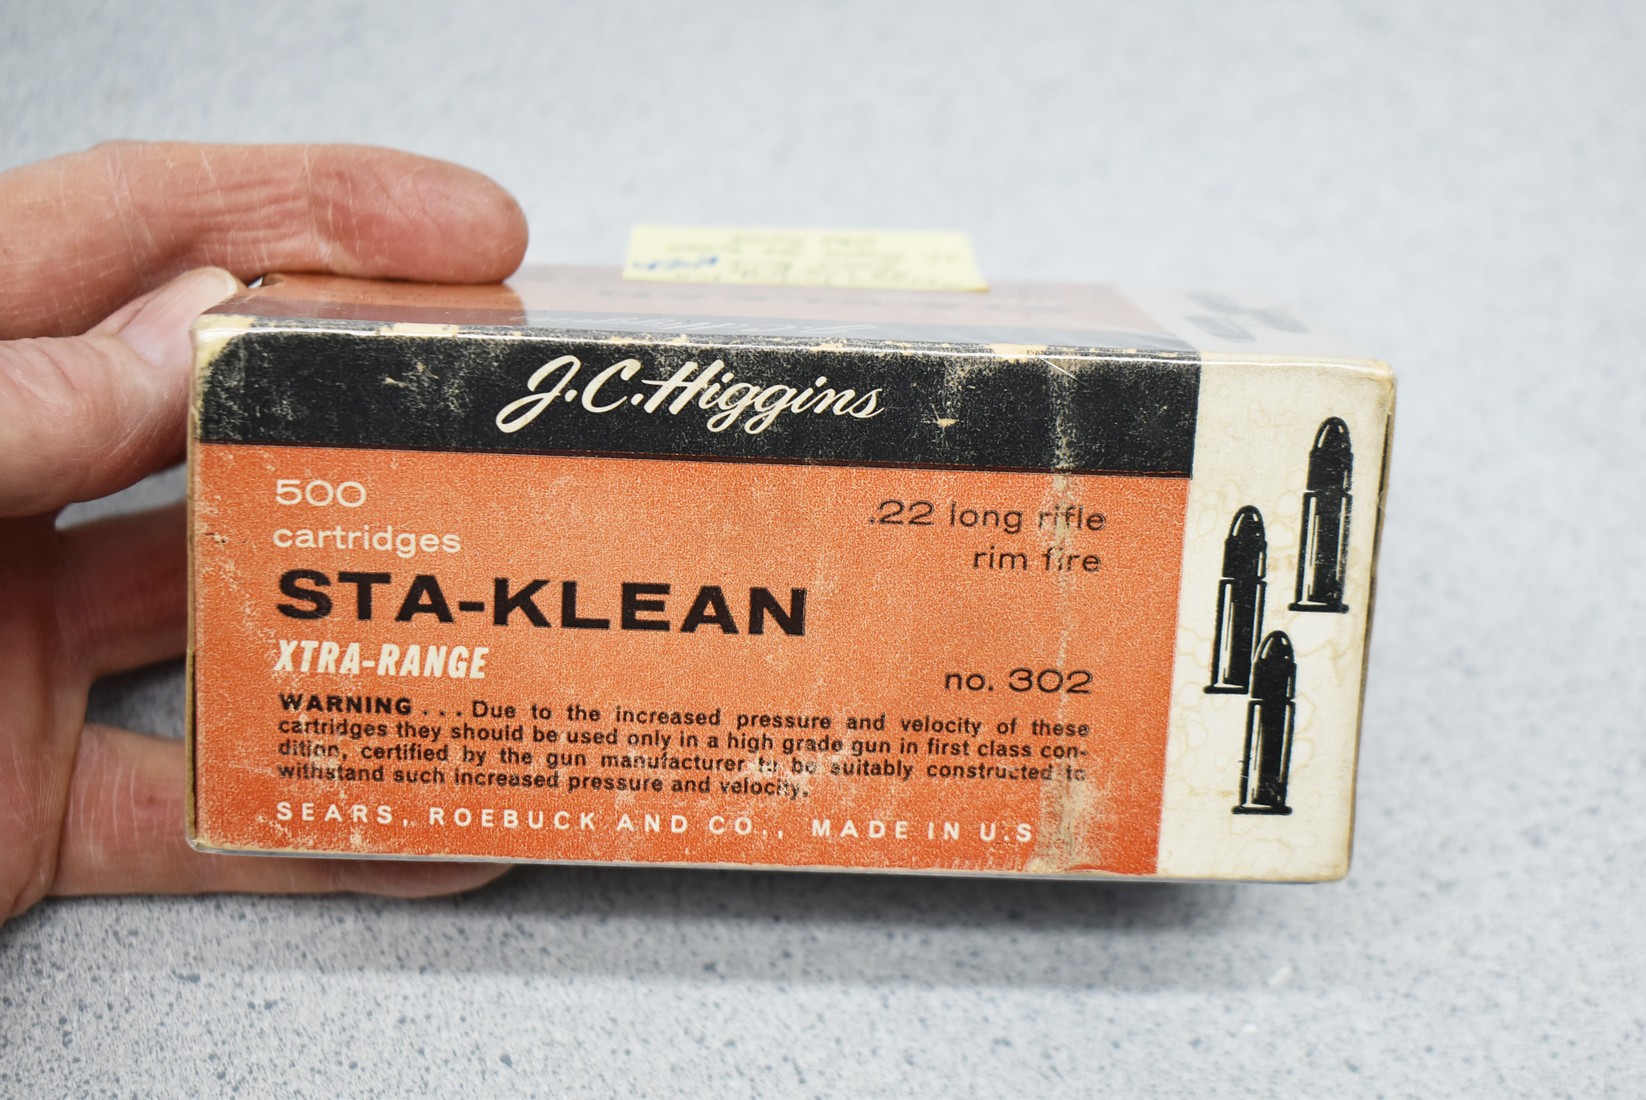 J.C.Higgins
500
cartridges
.22 long rifle
rim fire
STA-KLEAN
XTRA-RANGE
no. 302
WARNING . . . Due to the increased pressure and velocity of these
cartridges they should be used only in a high grade gun in first class con-
dition, certified by the gun manufacturer to be suitably constructed to
withstand such increased pressure and velocity.
SEARS, ROEBUCK AND CO., MADE IN U.S